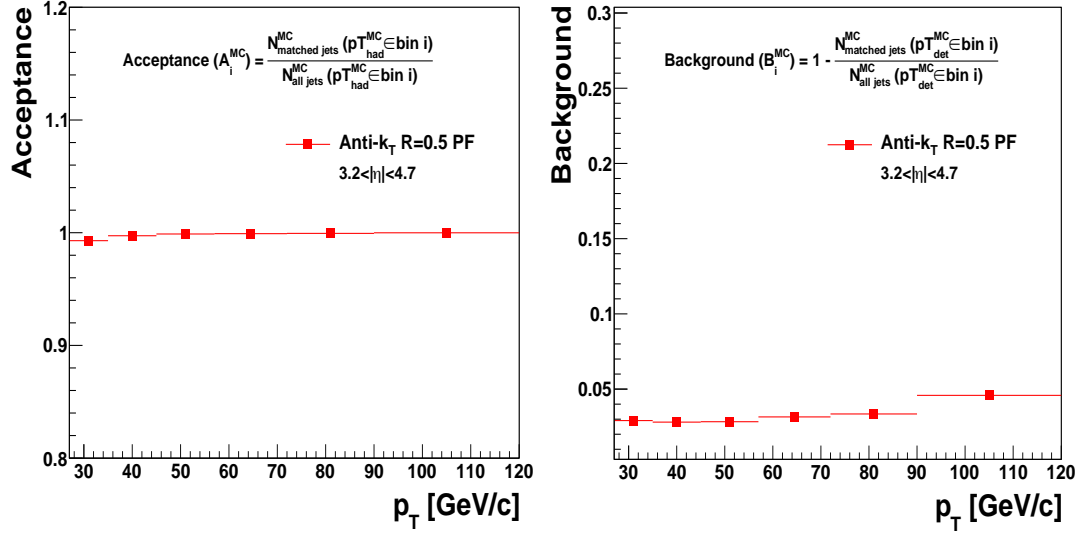 Acceptance
1.2
1.1
1
0.9
0.8
Acceptance (A_i^MC) = N^MC_matched jets (pT^MC_had ∈ bin i) / N^MC_all jets (pT^MC_had ∈ bin i)
Anti-k_T R=0.5 PF
3.2<|η|<4.7
30 40 50 60 70 80 90 100 110 120
p_T [GeV/c]
Background
0.3
0.25
0.2
0.15
0.1
0.05
Background (B_i^MC) = 1 - N^MC_matched jets (pT^MC_det ∈ bin i) / N^MC_all jets (pT^MC_det ∈ bin i)
Anti-k_T R=0.5 PF
3.2<|η|<4.7
30 40 50 60 70 80 90 100 110 120
p_T [GeV/c]